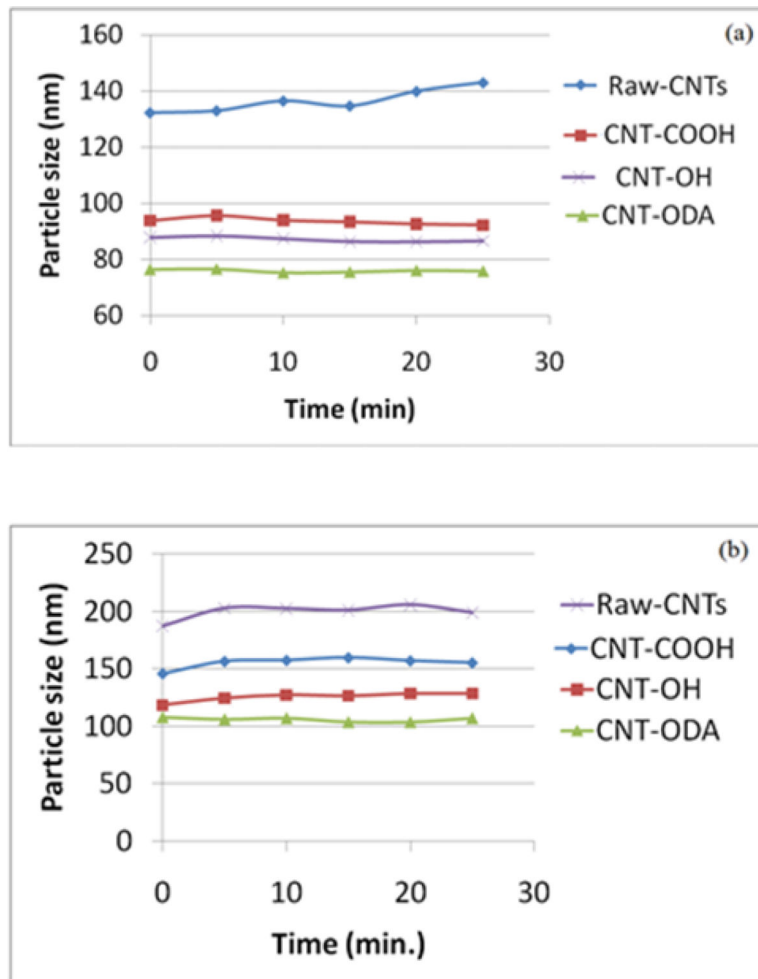 (a)
160
140
120
100
80
60
Particle size (nm)
0 10 20 30
Time (min)
Raw-CNTs
CNT-COOH
CNT-OH
CNT-ODA
(b)
250
200
150
100
50
0
Particle size (nm)
0 10 20 30
Time (min.)
Raw-CNTs
CNT-COOH
CNT-OH
CNT-ODA